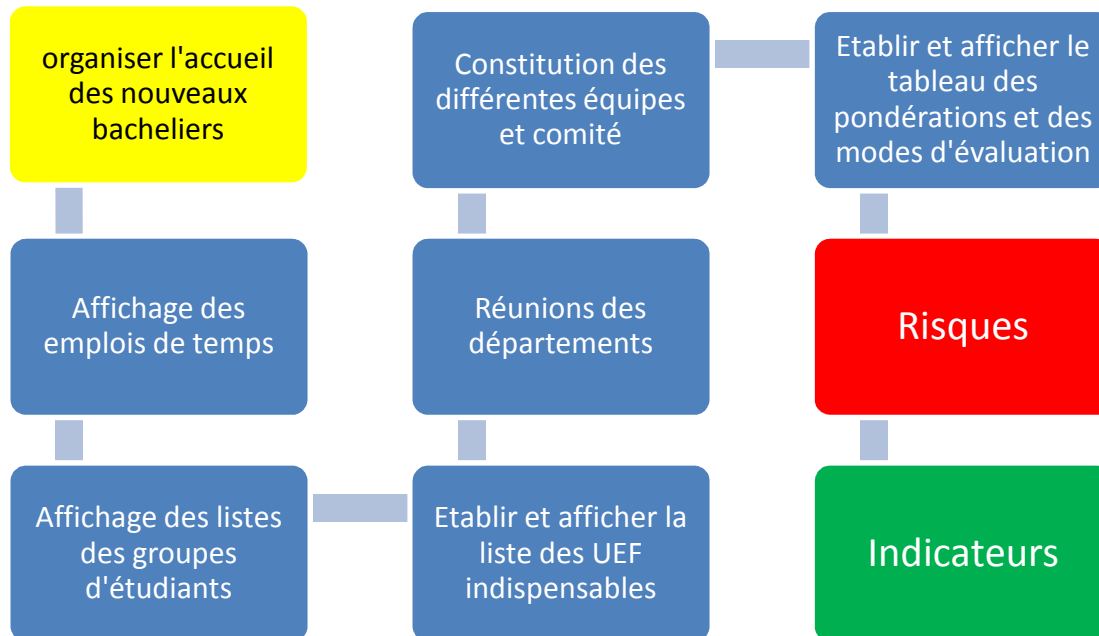 organiser l'accueil
des nouveaux
bacheliers
Affichage des
emplois de temps
Affichage des listes
des groupes
d'étudiants
Etablir et afficher la
liste des UEF
indispensables
Réunions des
départements
Constitution des
différentes équipes
et comité
Etablir et afficher le
tableau des
pondérations et des
modes d'évaluation
Risques
Indicateurs